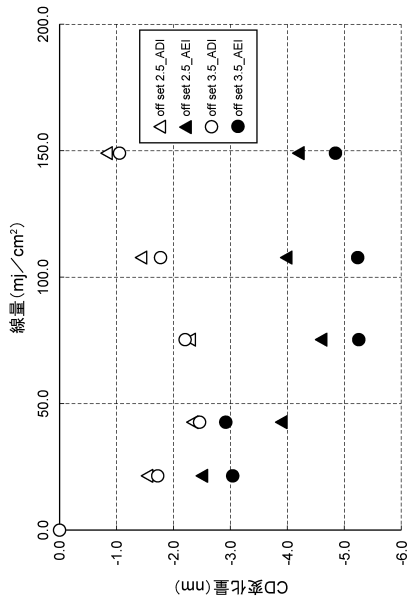 線量(mj/cm²)
0.0
50.0
100.0
150.0
200.0
0.0
-1.0
-2.0
-3.0
-4.0
-5.0
-6.0
CD変化量(nm)
off set 2.5_ADI
off set 2.5_AEI
off set 3.5_ADI
off set 3.5_AEI